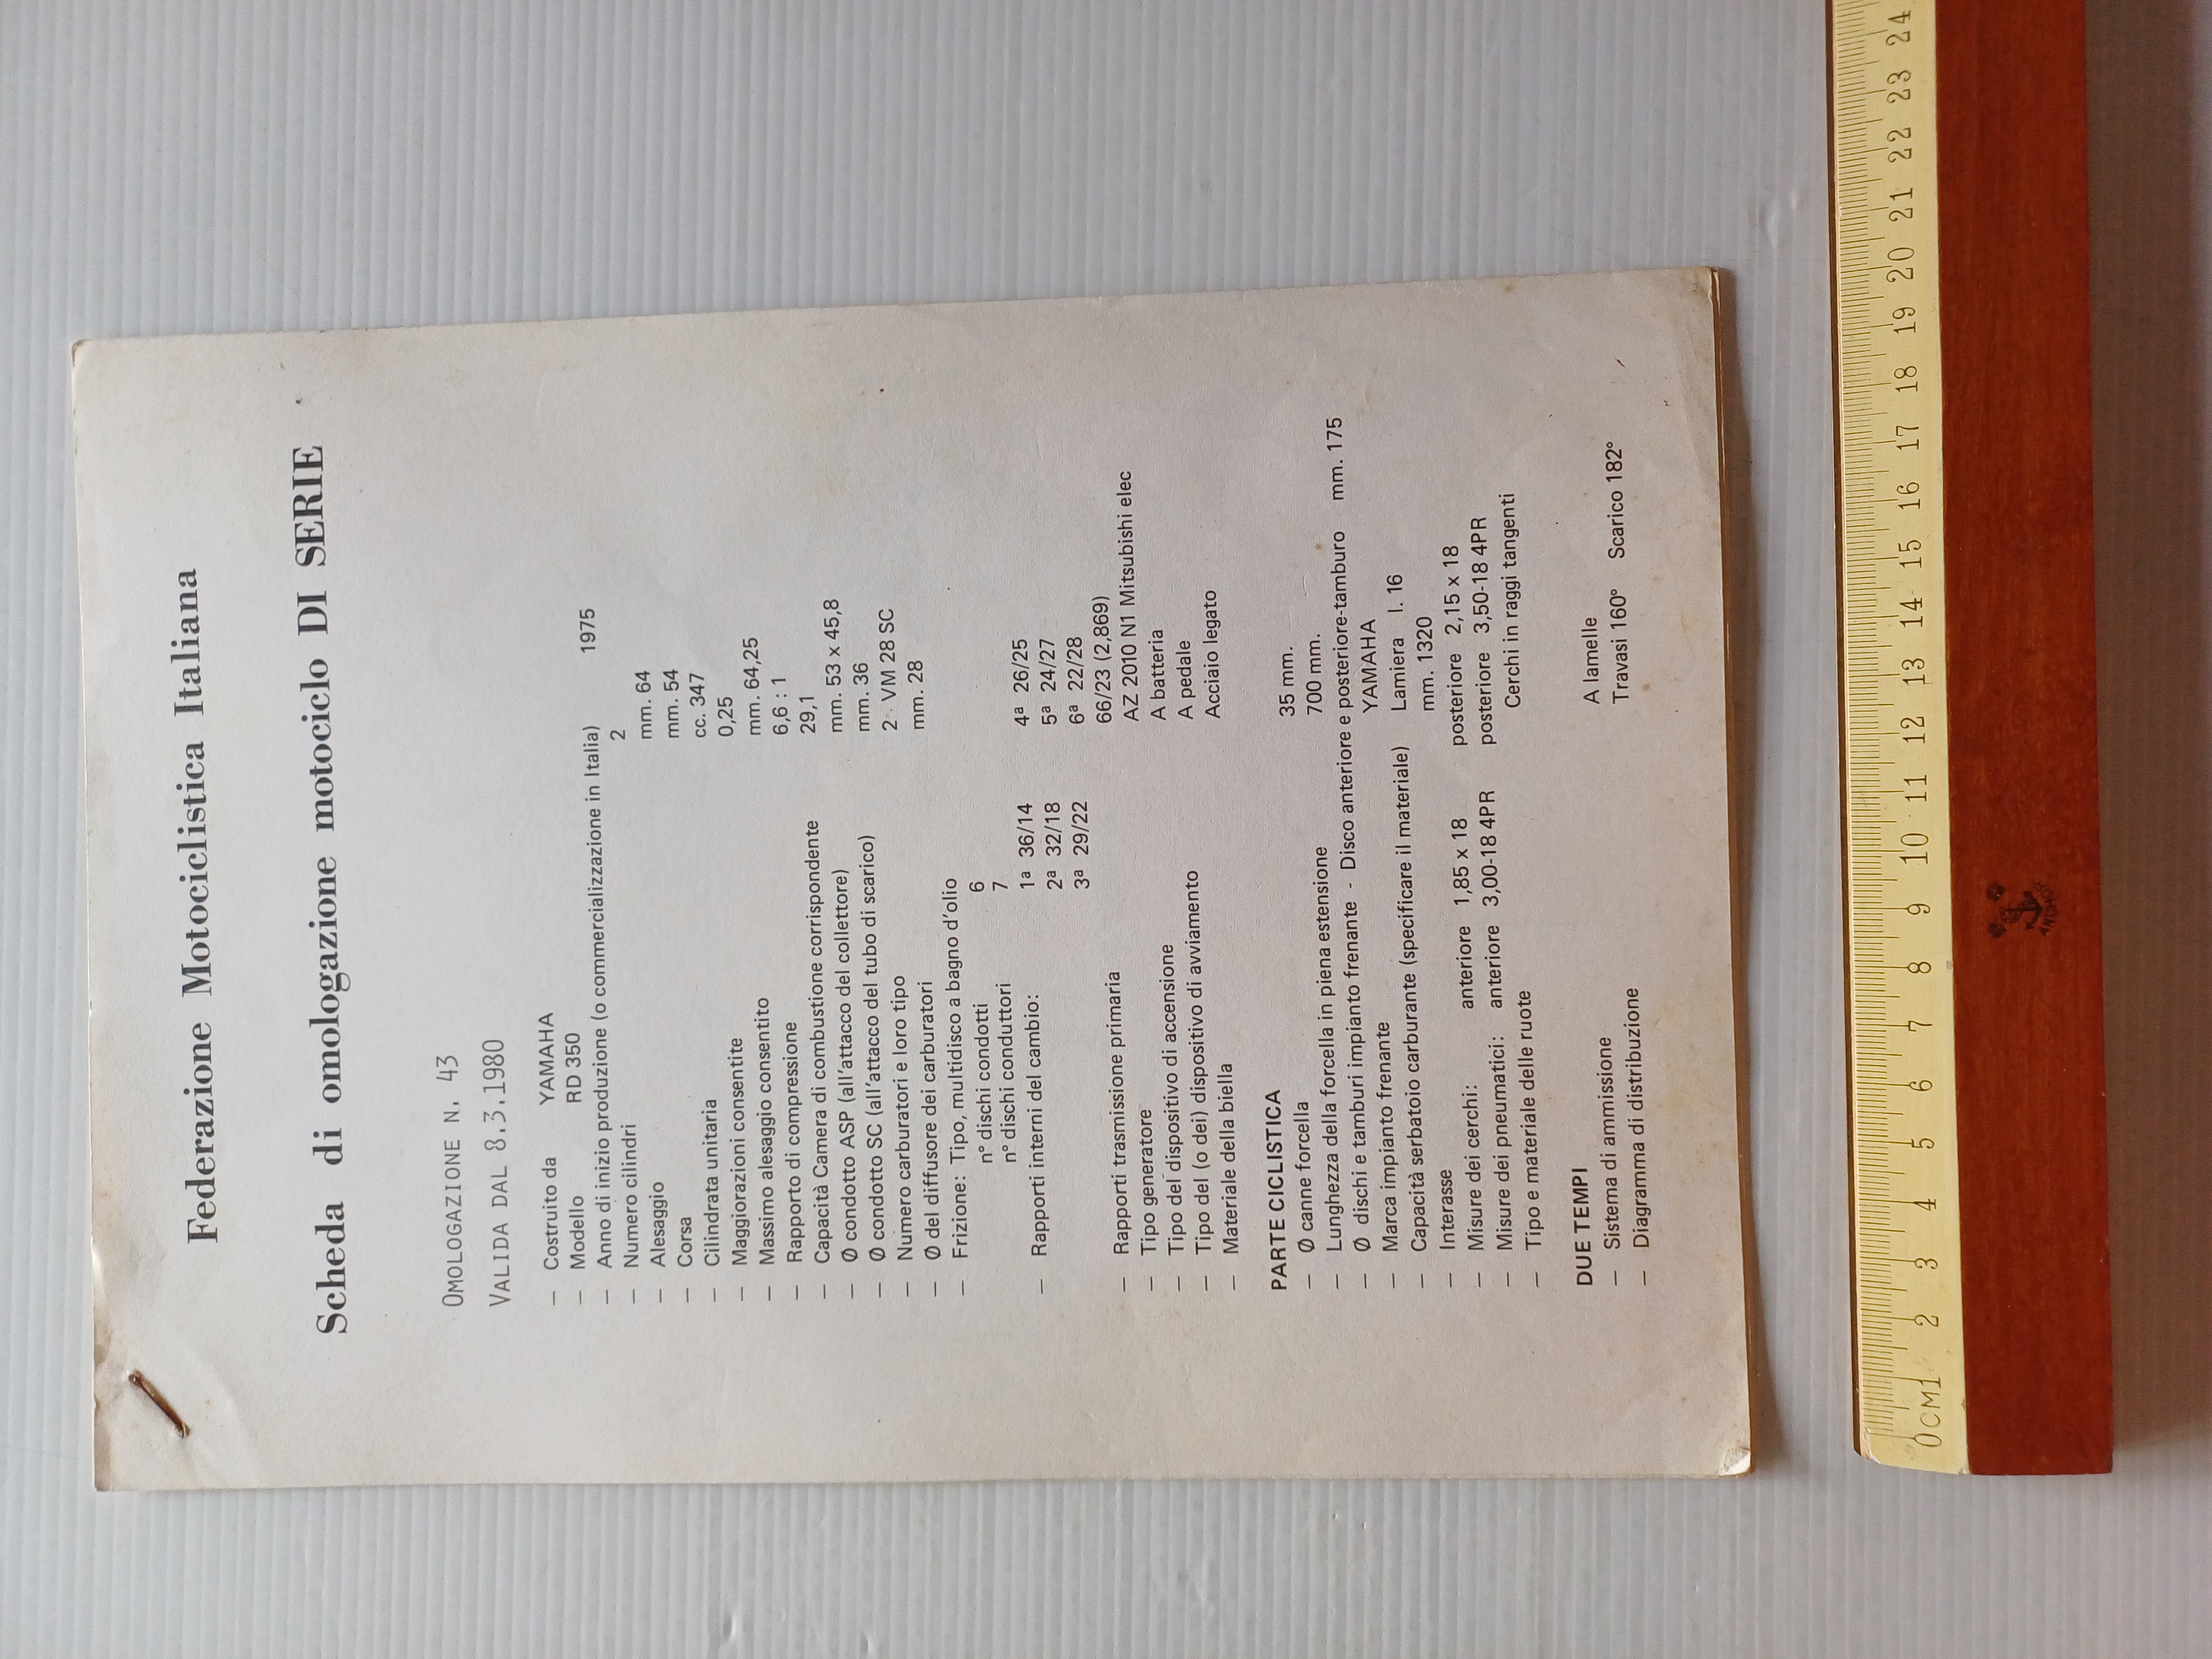 Federazione Motociclistica Italiana
Scheda di omologazione motociclo DI SERIE
OMOLOGAZIONE N. 43
VALIDA DAL 8.3.1980
— Costruito da YAMAHA
— Modello RD 350
— Anno di inizio produzione (o commercializzazione in Italia) 1975
— Numero cilindri 2
— Alesaggio mm. 64
— Corsa mm. 54
— Cilindrata unitaria cc. 347
— Maggiorazioni consentite 0,25
— Massimo alesaggio consentito mm. 64,25
— Rapporto di compressione 6,6 : 1
— Capacità Camera di combustione corrispondente 29,1
— Ø condotto ASP (all'attacco del collettore) mm. 53 x 45,8
— Ø condotto SC (all'attacco del tubo di scarico) mm. 36
— Numero carburatori e loro tipo 2 - VM 28 SC
— Ø del diffusore dei carburatori mm. 28
— Frizione: Tipo, multidisco a bagno d'olio
n° dischi condotti 6
n° dischi conduttori 7
— Rapporti interni del cambio: 1ª 36/14 4ª 26/25
2ª 32/18 5ª 24/27
3ª 29/22 6ª 22/28
— Rapporti trasmissione primaria 66/23 (2,869)
— Tipo generatore AZ 2010 N1 Mitsubishi elec
— Tipo del dispositivo di accensione A batteria
— Tipo del (o dei) dispositivo di avviamento A pedale
— Materiale della biella Acciaio legato
PARTE CICLISTICA
— Ø canne forcella 35 mm.
— Lunghezza della forcella in piena estensione 700 mm.
— Ø dischi e tamburi impianto frenante - Disco anteriore e posteriore-tamburo mm. 175
— Marca impianto frenante YAMAHA
— Capacità serbatoio carburante (specificare il materiale) Lamiera l. 16
— Interasse mm. 1320
— Misure dei cerchi: anteriore 1,85 x 18 posteriore 2,15 x 18
— Misure dei pneumatici: anteriore 3,00-18 4PR posteriore 3,50-18 4PR
— Tipo e materiale delle ruote Cerchi in raggi tangenti
DUE TEMPI
— Sistema di ammissione A lamelle
— Diagramma di distribuzione Travasi 160° Scarico 182°
0CM1 2 3 4 5 6 7 8 9 10 11 12 13 14 15 16 17 18 19 20 21 22 23 24